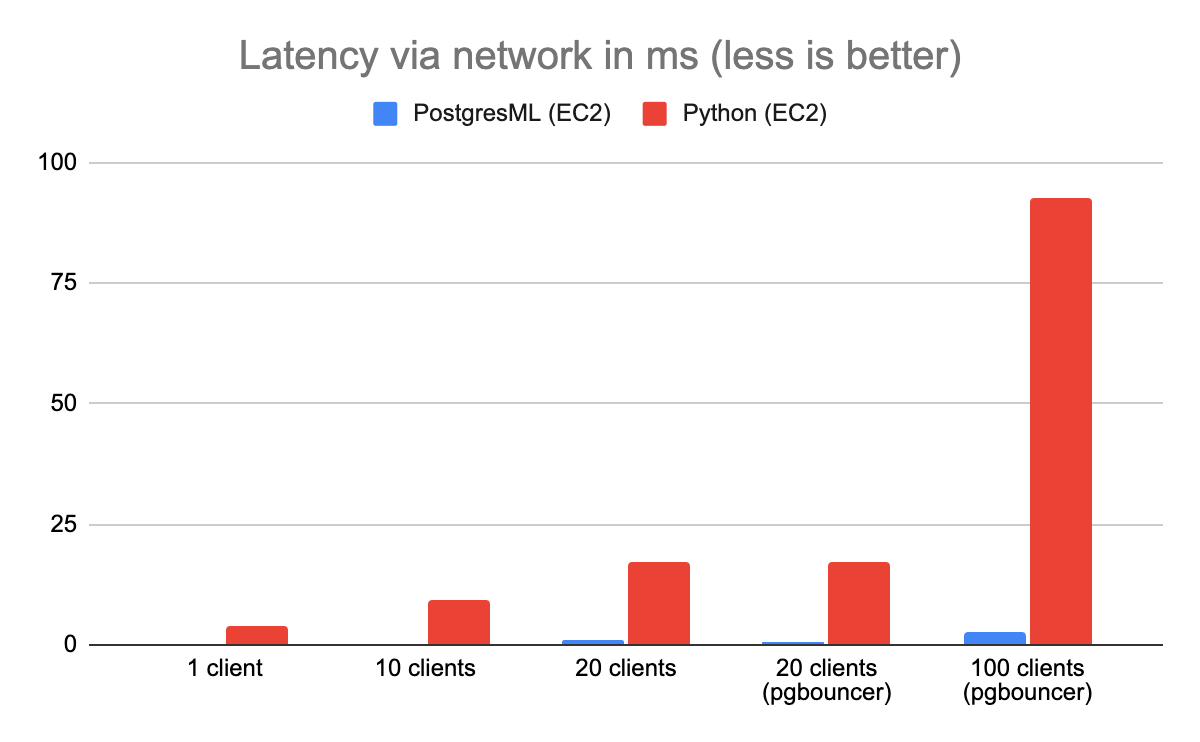 Latency via network in ms (less is better)
PostgresML (EC2) Python (EC2)
100
75
50
25
0
1 client
10 clients
20 clients
20 clients
(pgbouncer)
100 clients
(pgbouncer)